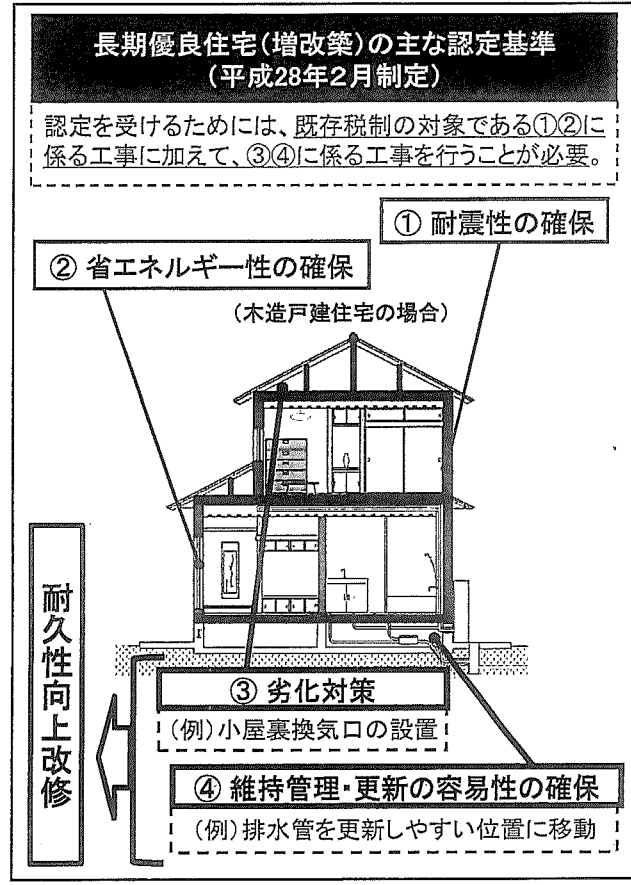 長期優良住宅(増改築)の主な認定基準
(平成28年2月制定)
認定を受けるためには、既存税制の対象である①②に
係る工事に加えて、③④に係る工事を行うことが必要。
① 耐震性の確保
② 省エネルギー性の確保
(木造戸建住宅の場合)
耐久性向上改修
③ 劣化対策
(例)小屋裏換気口の設置
④ 維持管理・更新の容易性の確保
(例)排水管を更新しやすい位置に移動